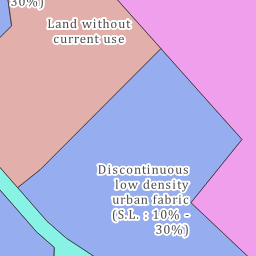 30%)
Land without
current use
Discontinuous
low density
urban fabric
(S.L. : 10% -
30%)